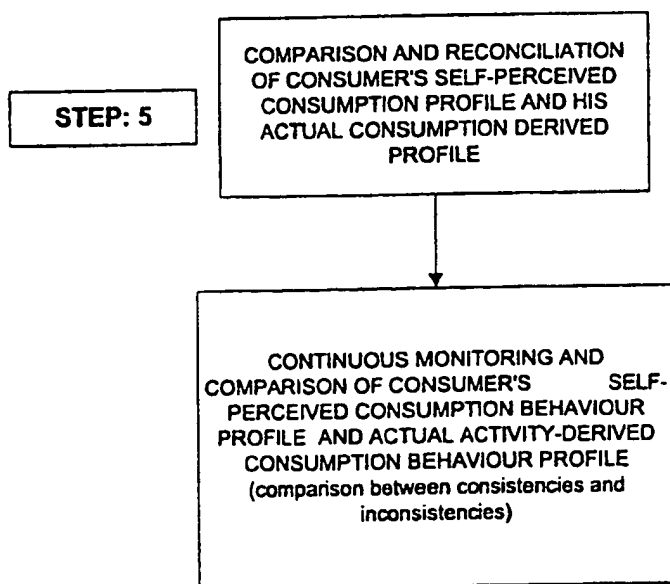 STEP: 5
COMPARISON AND RECONCILIATION
OF CONSUMER'S SELF-PERCEIVED
CONSUMPTION PROFILE AND HIS
ACTUAL CONSUMPTION DERIVED
PROFILE
CONTINUOUS MONITORING AND
COMPARISON OF CONSUMER'S SELF-
PERCEIVED CONSUMPTION BEHAVIOUR
PROFILE AND ACTUAL ACTIVITY-DERIVED
CONSUMPTION BEHAVIOUR PROFILE
(comparison between consistencies and
inconsistencies)